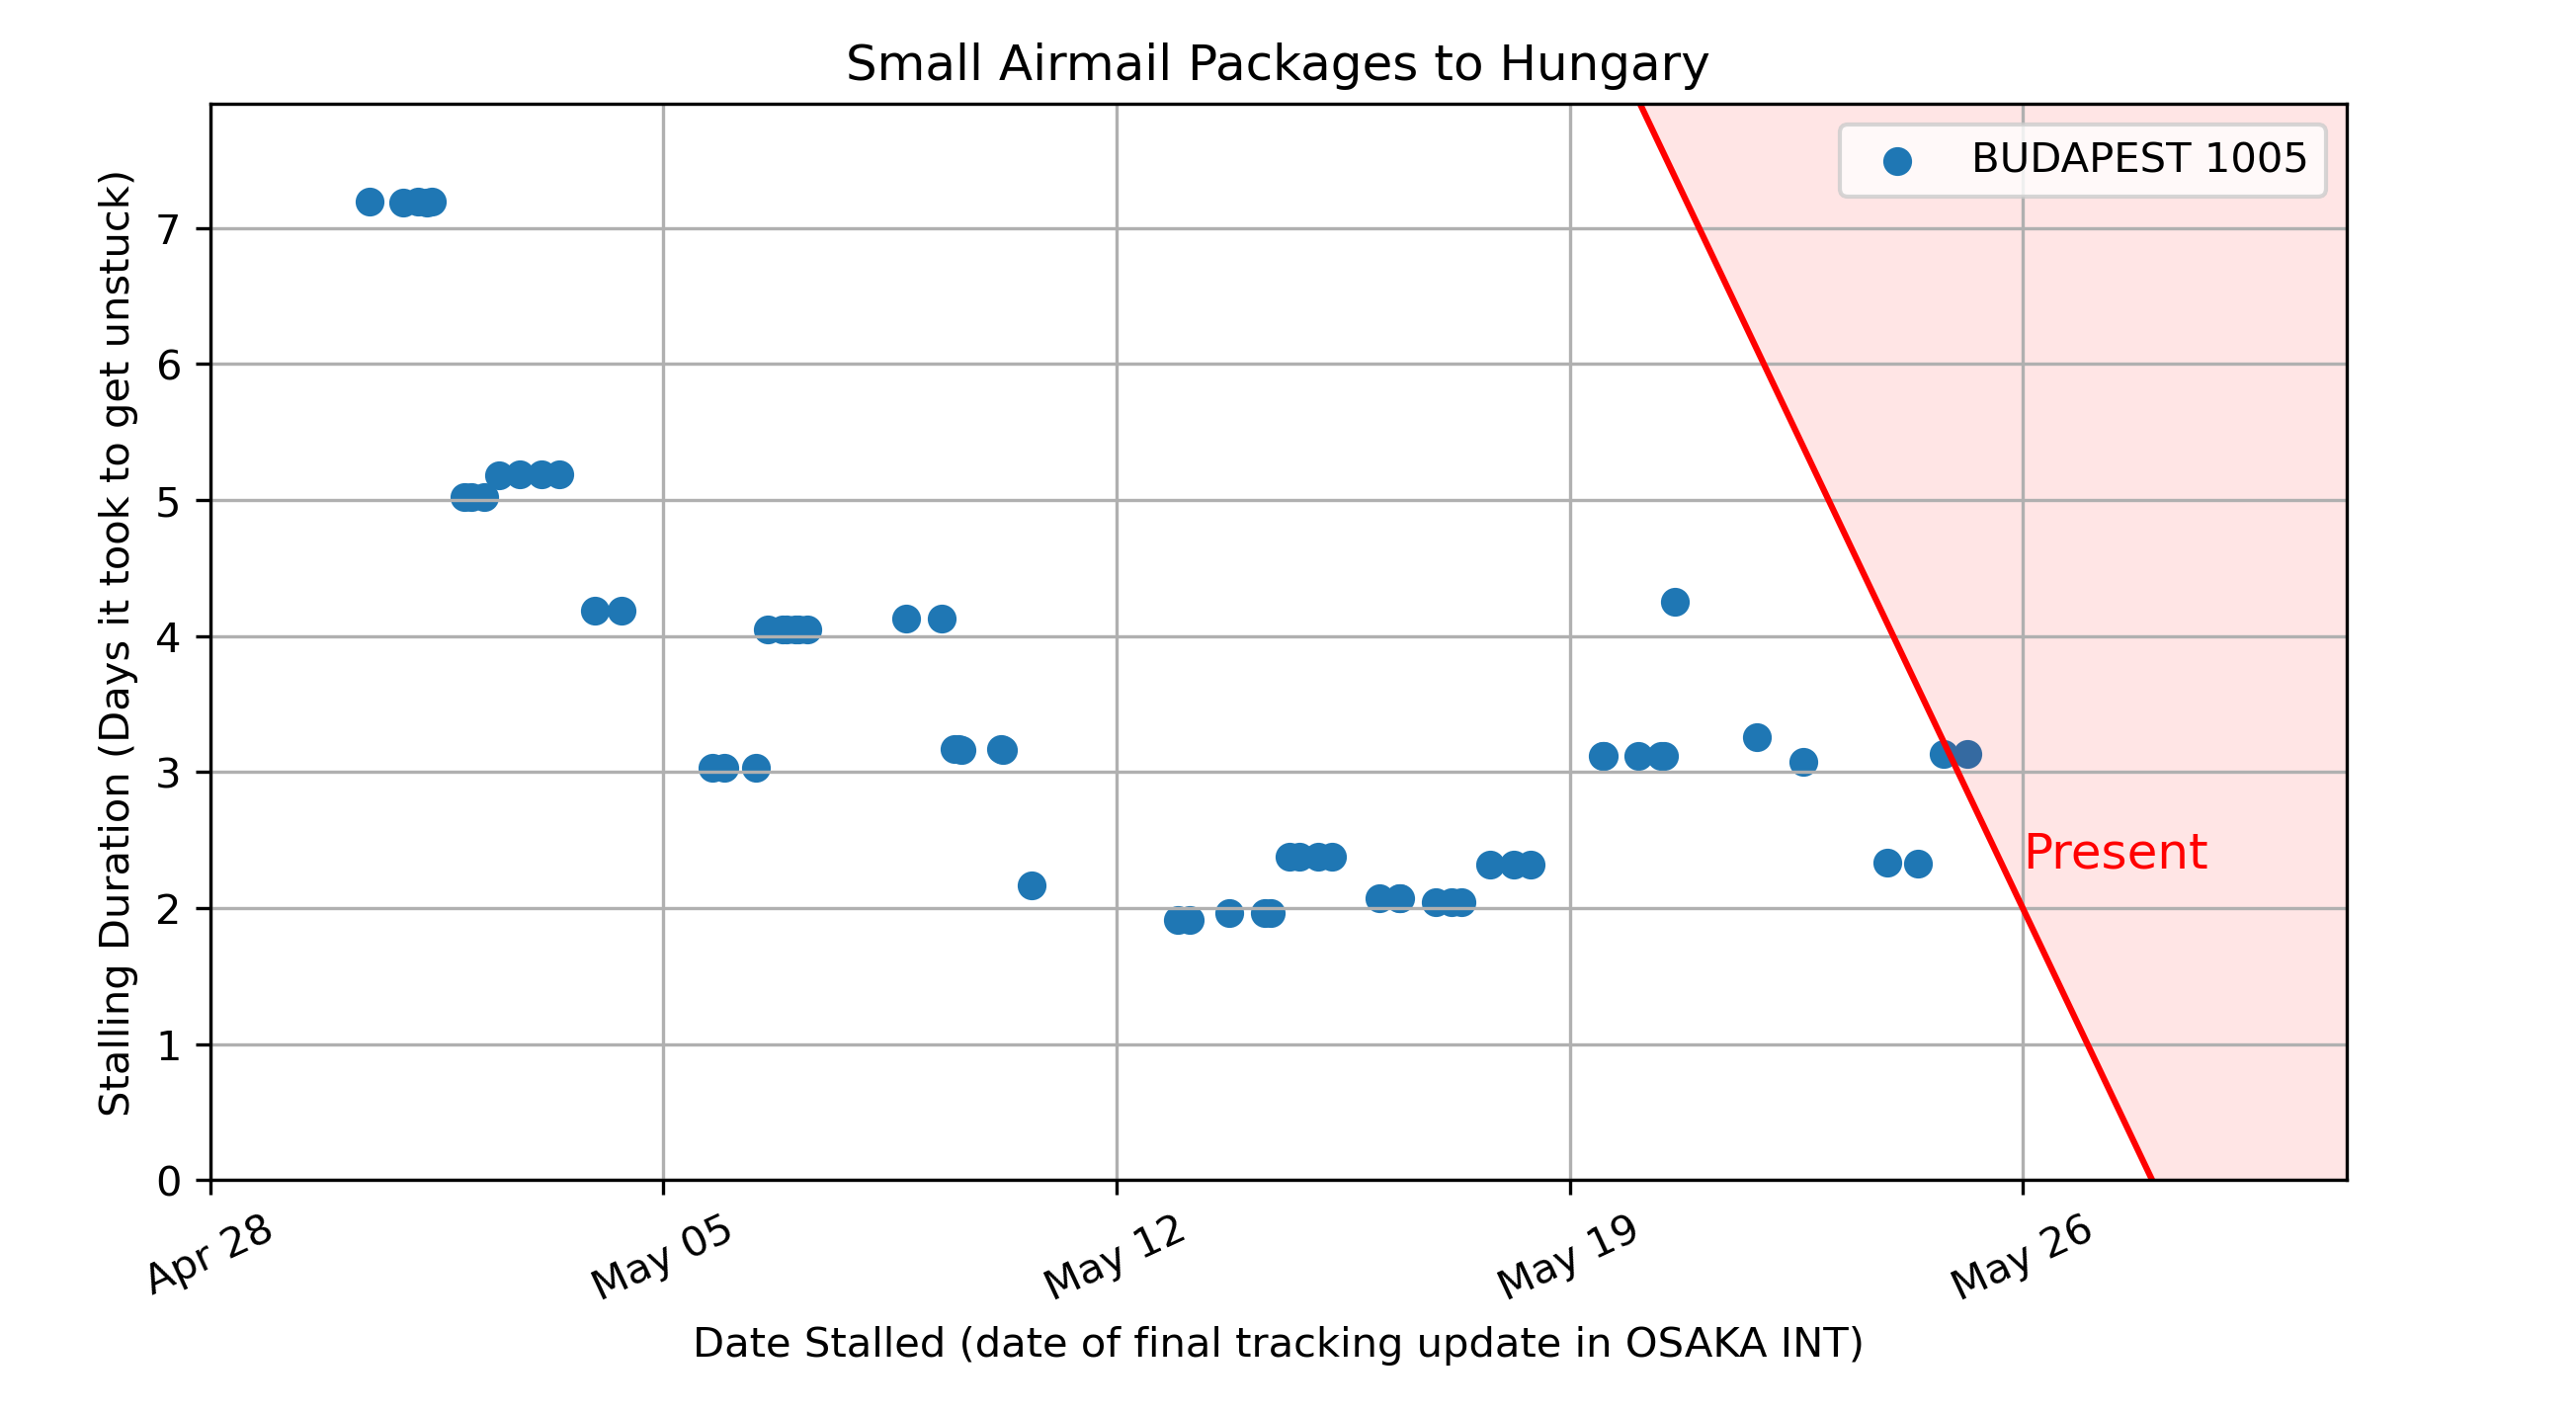 Small Airmail Packages to Hungary
BUDAPEST 1005
Stalling Duration (Days it took to get unstuck)
7
6
5
4
3
2
1
0
Present
Apr 28
May 05
May 12
May 19
May 26
Date Stalled (date of final tracking update in OSAKA INT)